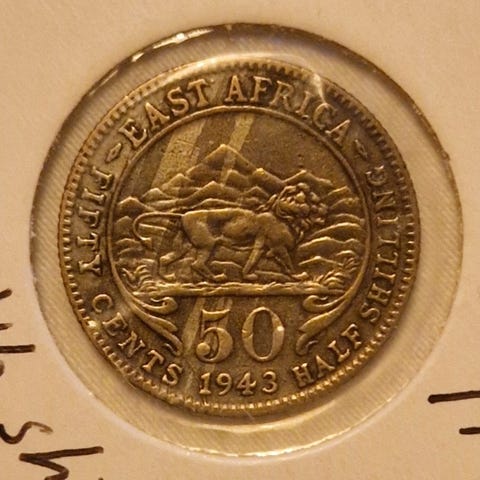 EAST AFRICA
FIFTY CENTS
HALF SHILLING
50
1943